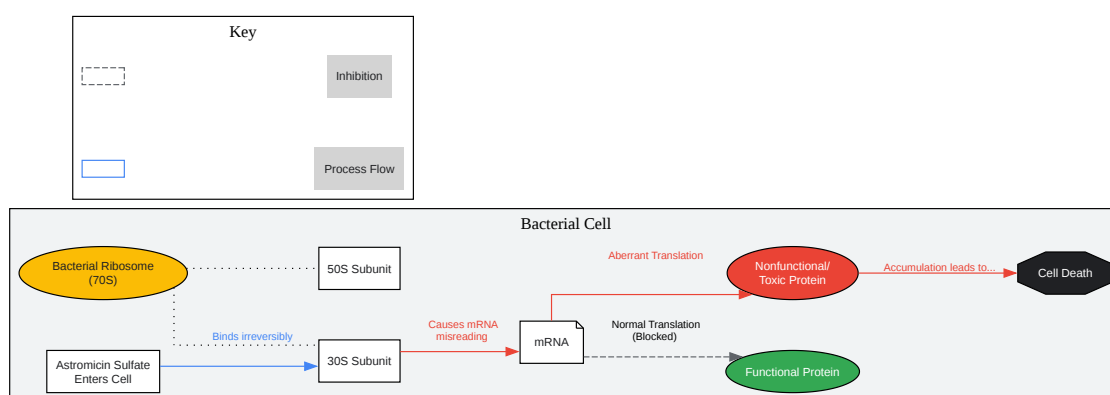 Key
Inhibition
Process Flow
Bacterial Cell
Bacterial Ribosome
(70S)
50S Subunit
Aberrant Translation
Nonfunctional/
Toxic Protein
Accumulation leads to...
Cell Death
Binds irreversibly
Causes mRNA
misreading
Normal Translation
(Blocked)
Astromicin Sulfate
Enters Cell
30S Subunit
mRNA
Functional Protein